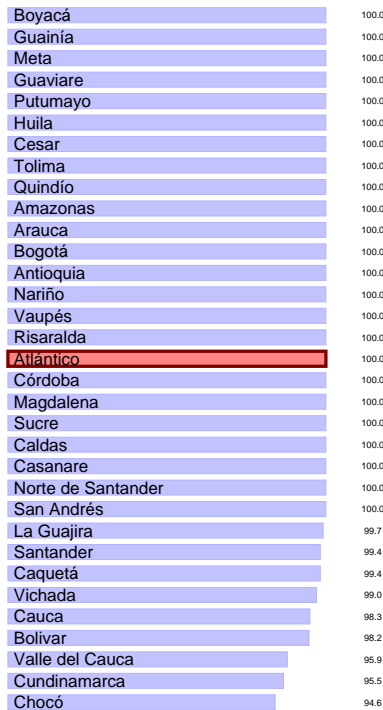 Boyacá 100.0
Guainía 100.0
Meta 100.0
Guaviare 100.0
Putumayo 100.0
Huila 100.0
Cesar 100.0
Tolima 100.0
Quindío 100.0
Amazonas 100.0
Arauca 100.0
Bogotá 100.0
Antioquia 100.0
Nariño 100.0
Vaupés 100.0
Risaralda 100.0
Atlántico 100.0
Córdoba 100.0
Magdalena 100.0
Sucre 100.0
Caldas 100.0
Casanare 100.0
Norte de Santander 100.0
San Andrés 100.0
La Guajira 99.7
Santander 99.4
Caquetá 99.4
Vichada 99.0
Cauca 98.3
Bolivar 98.2
Valle del Cauca 95.9
Cundinamarca 95.5
Chocó 94.6